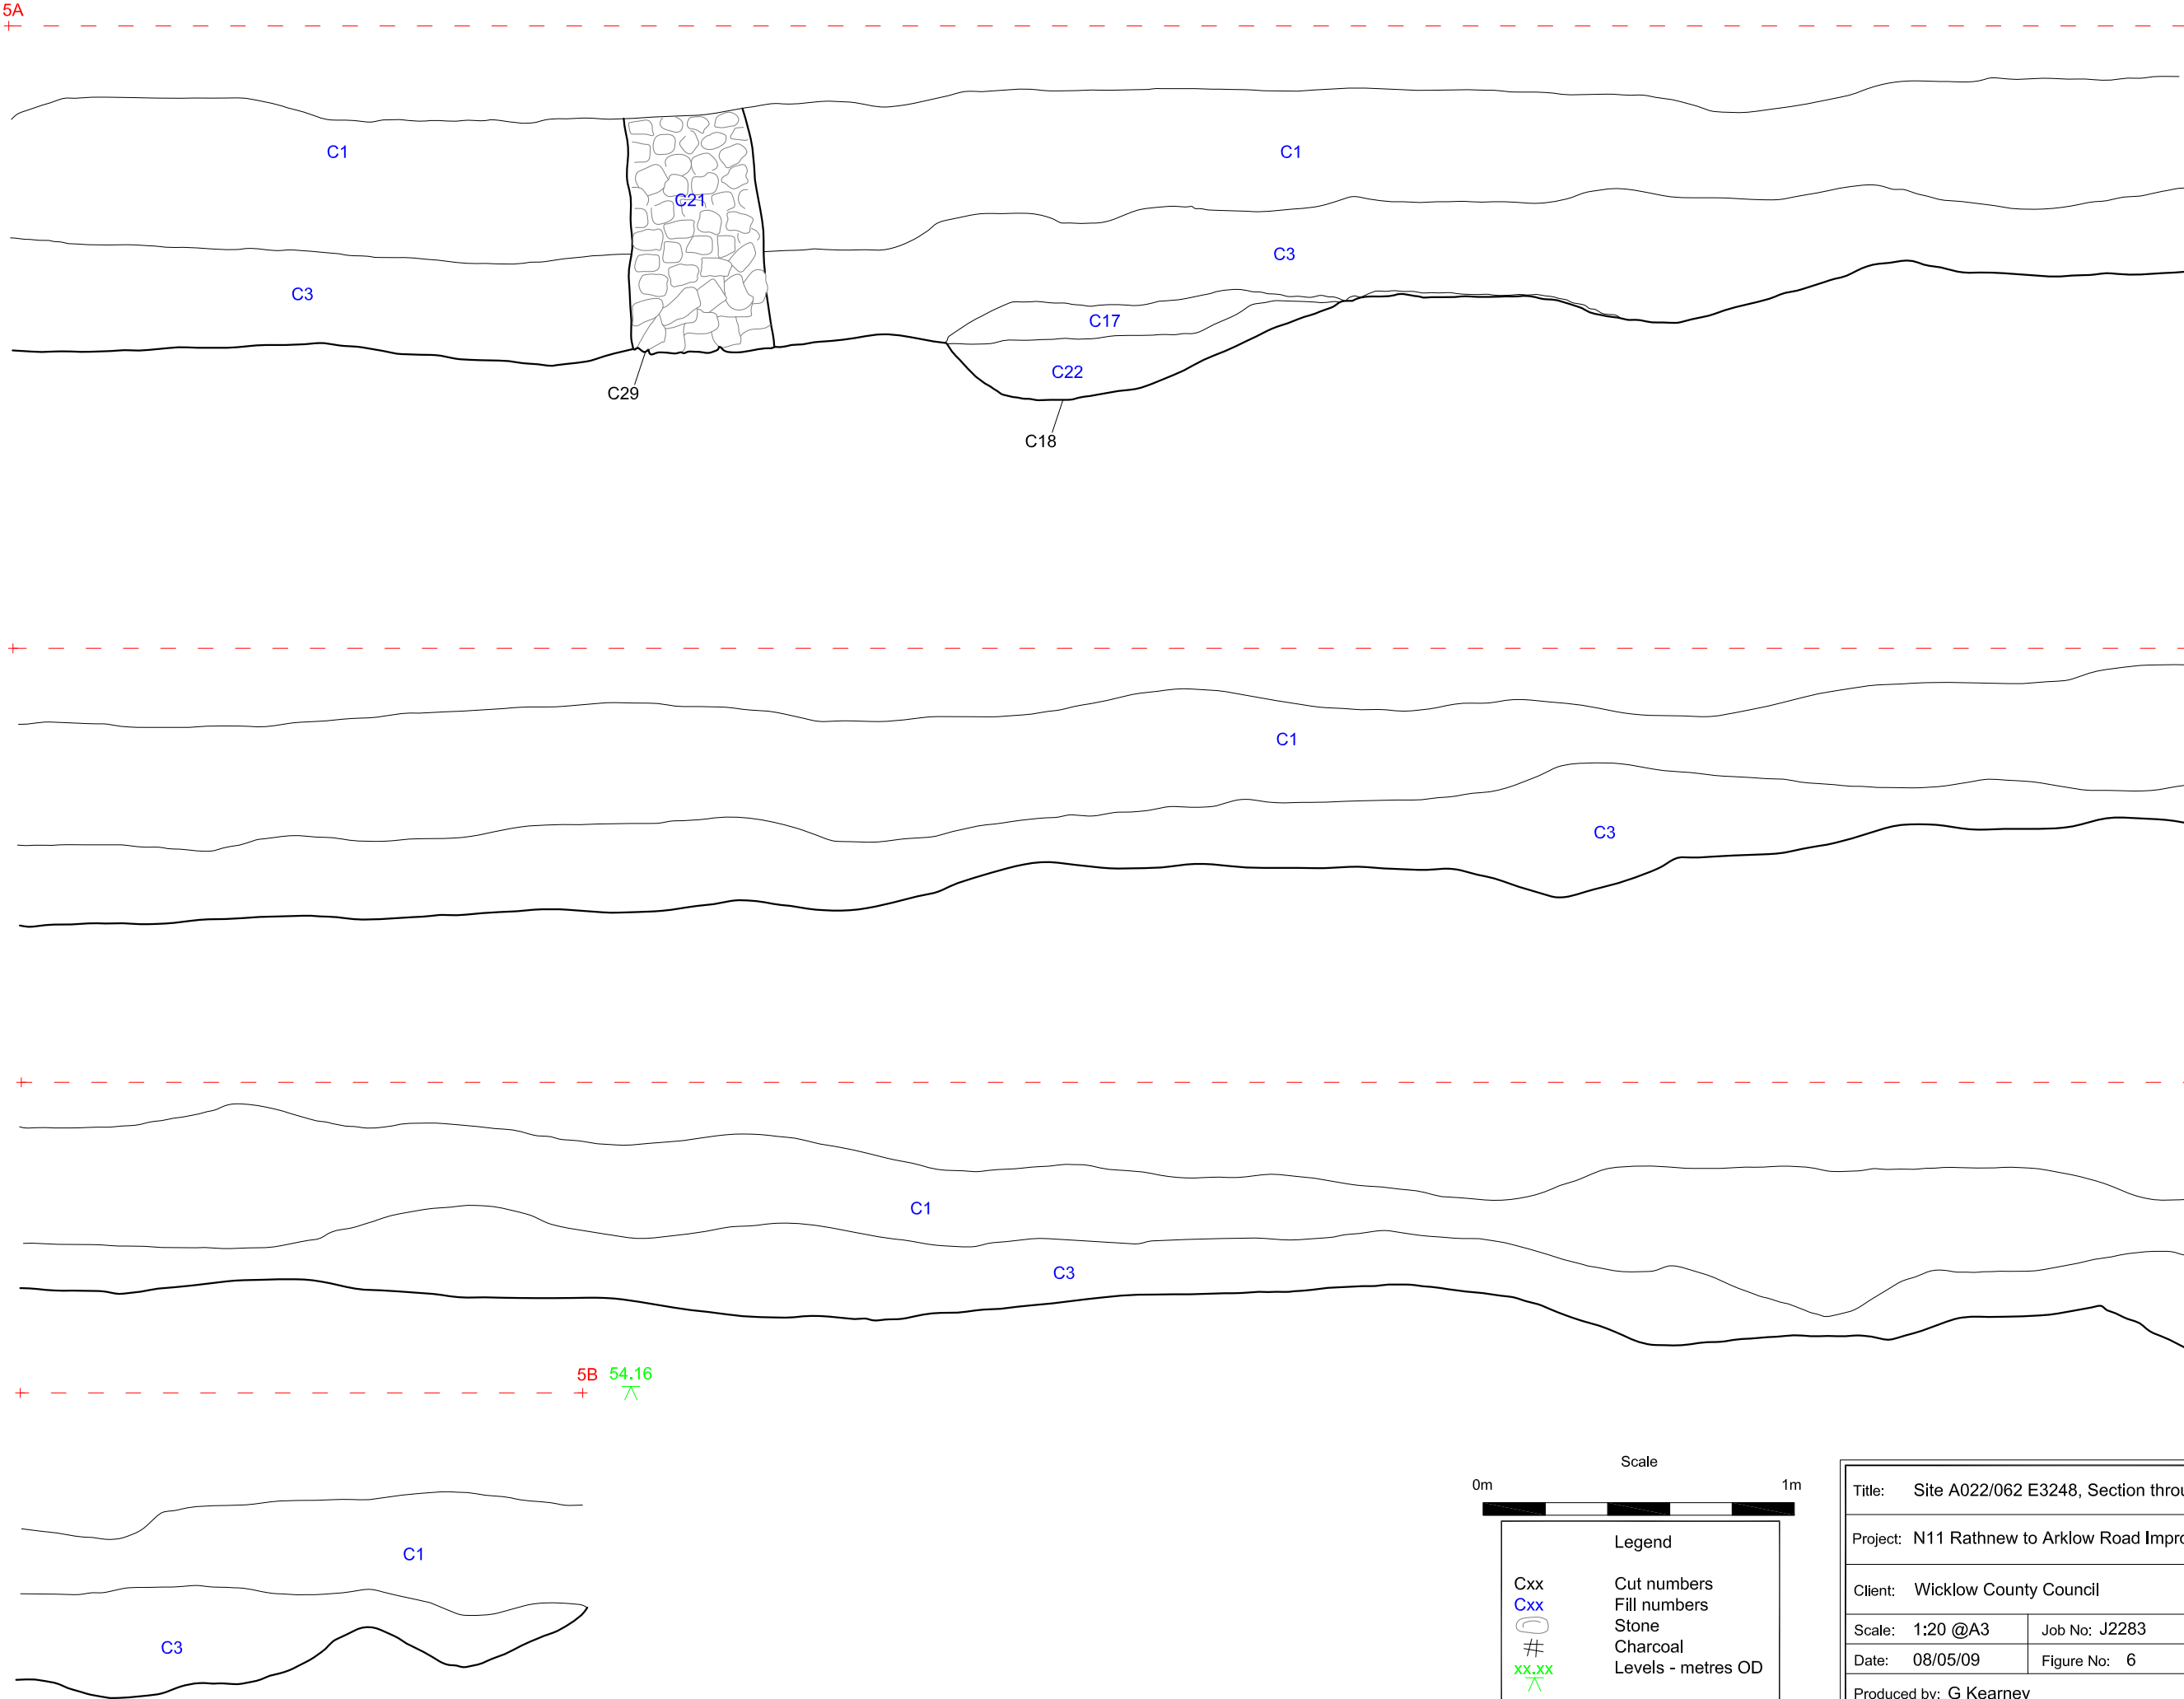 5A
C1
C1
C21
C3
C3
C17
C22
C29
C18
C1
C3
C1
C3
5B 54.16
C1
C3
Scale
0m 1m
Legend
Cxx Cut numbers
Cxx Fill numbers
Stone
Charcoal
xx.xx Levels - metres OD
Title: Site A022/062 E3248, Section
Project: N11 Rathnew to Arklow Road
Client: Wicklow County Council
Scale: 1:20 @A3 Job No: J2283
Date: 08/05/09 Figure No: 6
Produced by: G Kearney